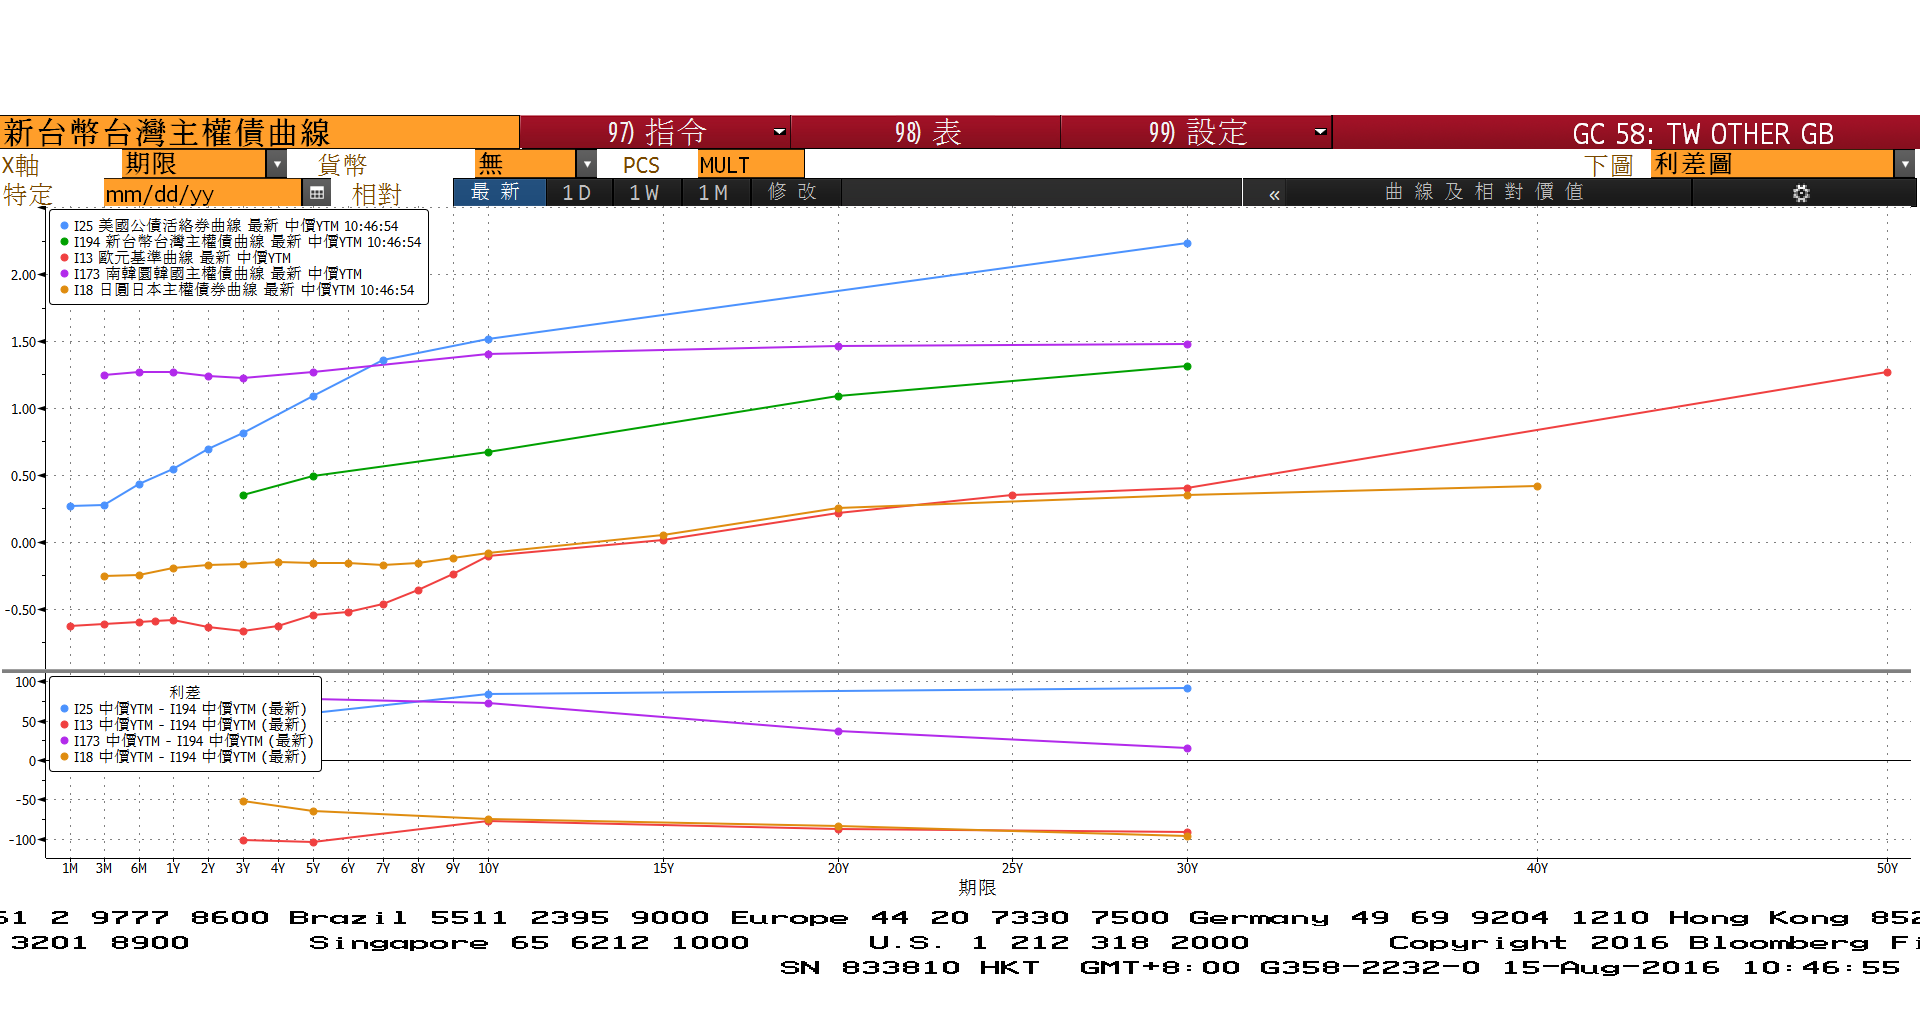 新台幣台灣主權債曲線 97) 指令 98) 表 99) 設定 GC 58: TW OTHER GB
X軸 期限 貨幣 無 PCS MULT 下圖 利差圖
特定 mm/dd/yy 相對 最新 1D 1W 1M 修改 « 曲線及相對價值
I25 美國公債活絡券曲線 最新 中價YTM 10:46:54
I194 新台幣台灣主權債曲線 最新 中價YTM 10:46:54
I13 歐元基準曲線 最新 中價YTM
I173 南韓圜韓國主權債曲線 最新 中價YTM
I18 日圓日本主權債券曲線 最新 中價YTM 10:46:54
2.00
1.50
1.00
0.50
0.00
-0.50
100
50
0
-50
-100
利差
I25 中價YTM - I194 中價YTM (最新)
I13 中價YTM - I194 中價YTM (最新)
I173 中價YTM - I194 中價YTM (最新)
I18 中價YTM - I194 中價YTM (最新)
1M 3M 6M 1Y 2Y 3Y 4Y 5Y 6Y 7Y 8Y 9Y 10Y 15Y 20Y 25Y 30Y 40Y 50Y
期限
61 2 9777 8600 Brazil 5511 2395 9000 Europe 44 20 7330 7500 Germany 49 69 9204 1210 Hong Kong 852
3201 8900 Singapore 65 6212 1000 U.S. 1 212 318 2000 Copyright 2016 Bloomberg Fi
SN 833810 HKT GMT+8:00 G358-2232-0 15-Aug-2016 10:46:55